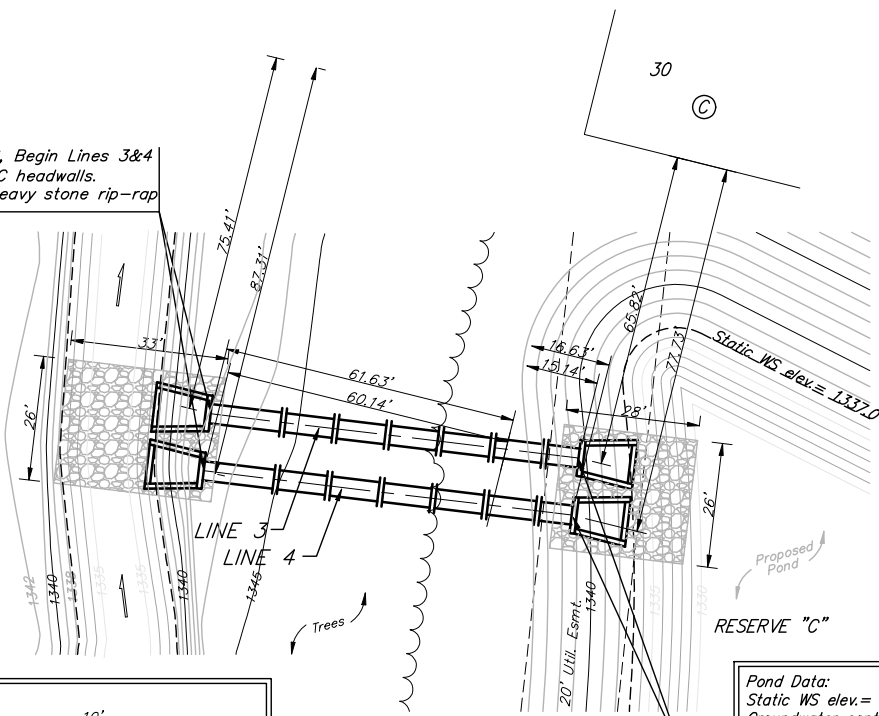 30
C
, Begin Lines 3&4
C headwalls.
eavy stone rip-rap
75.41'
87.31'
65.82'
77.73'
33'
16.63'
15.14'
Static WS elev.= 1337.0
61.63'
60.14'
28'
26'
26'
LINE 3
LINE 4
Proposed
Pond
1342
1340
1338
1335
1335
1340
1345
Trees
20' Util. Esmt.
1340
1335
1330
RESERVE "C"
Pond Data:
Static WS elev.=
10'